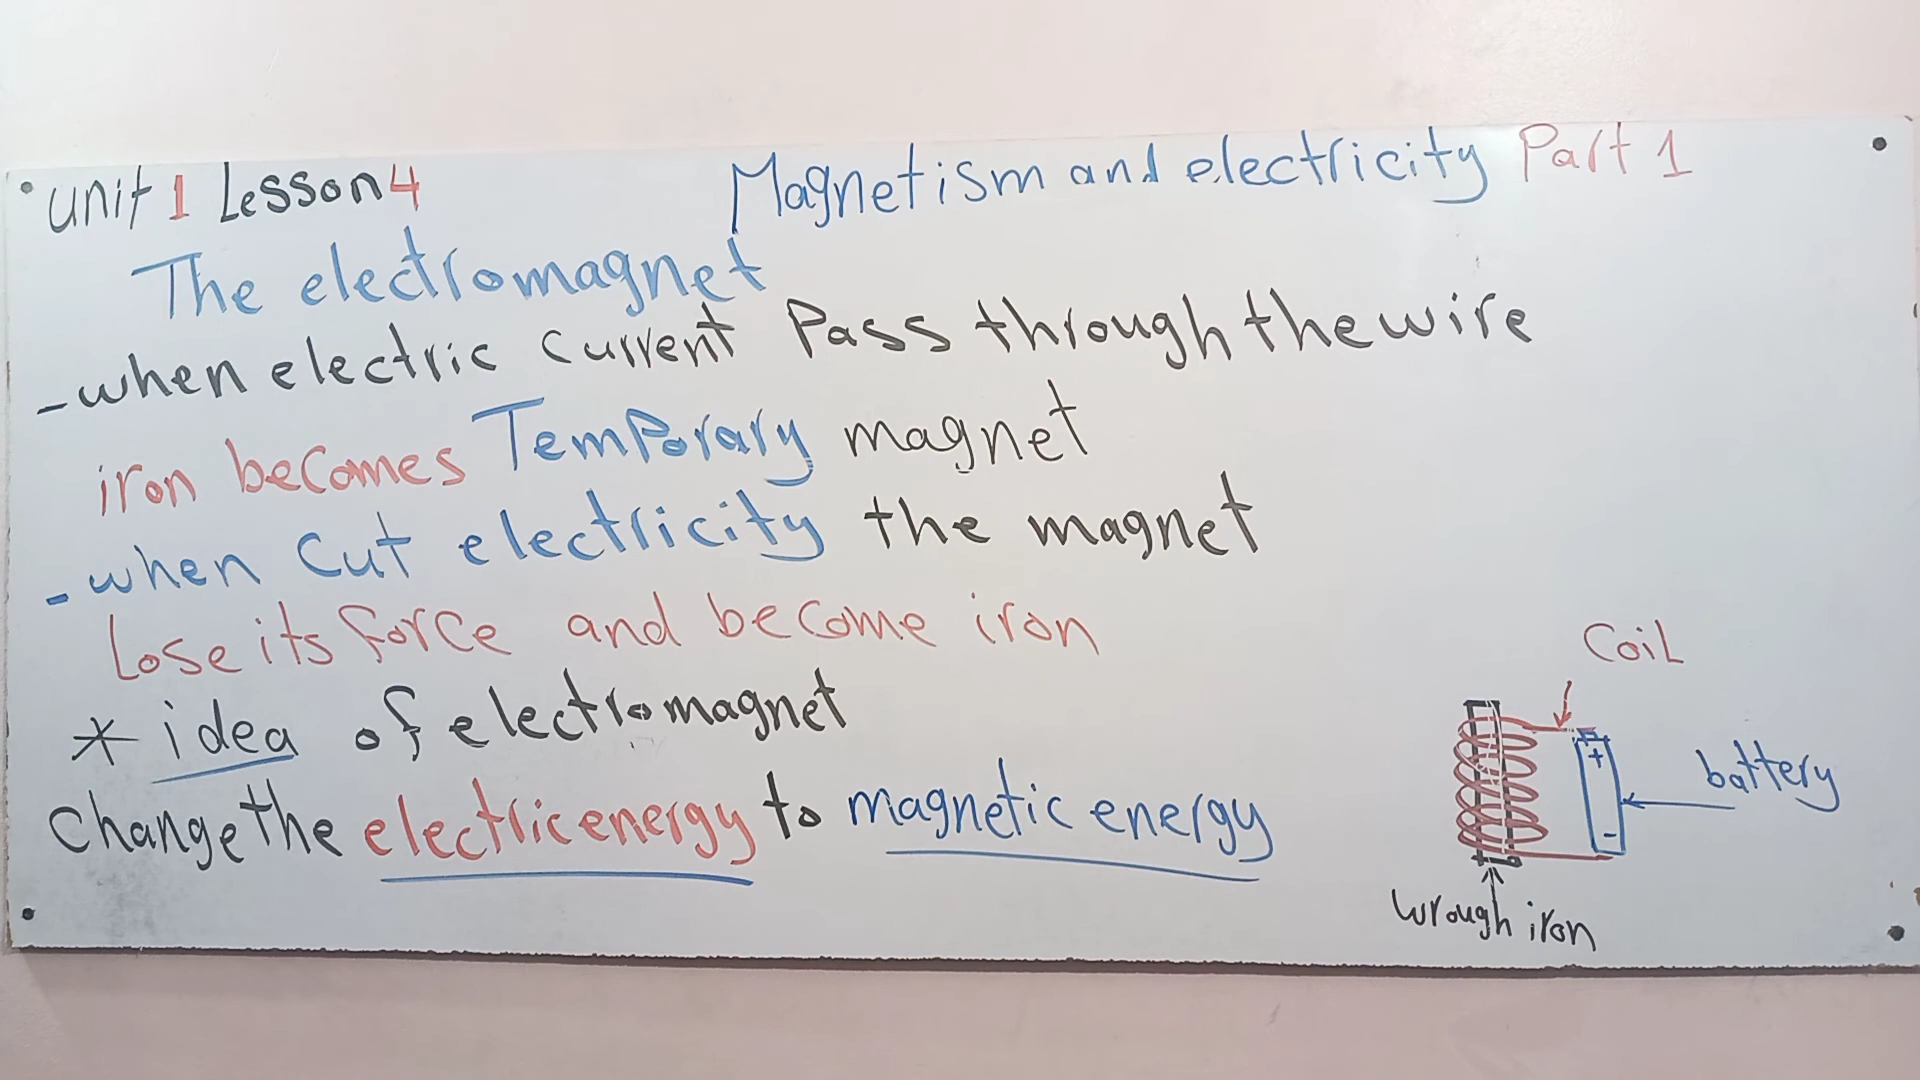 unit 1 Lesson 4 Magnetism and electricity Part 1
The electromagnet
- when electric current Pass through the wire
iron becomes Temporary magnet
- when cut electricity the magnet
Lose its force and become iron
* idea of electromagnet
change the electric energy to magnetic energy
Coil
+
battery
-
wrough iron